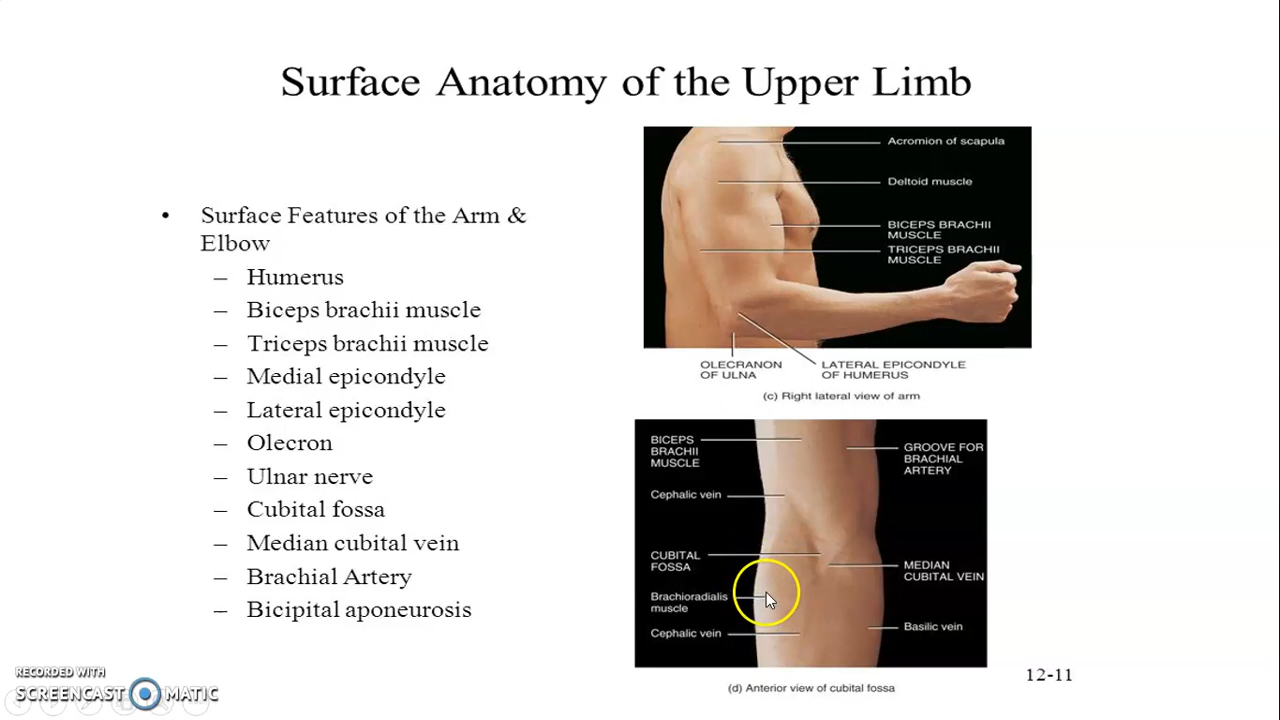 Surface Anatomy of the Upper Limb
• Surface Features of the Arm &
Elbow
– Humerus
– Biceps brachii muscle
– Triceps brachii muscle
– Medial epicondyle
– Lateral epicondyle
– Olecron
– Ulnar nerve
– Cubital fossa
– Median cubital vein
– Brachial Artery
– Bicipital aponeurosis
Acromion of scapula
Deltoid muscle
BICEPS BRACHII
MUSCLE
TRICEPS BRACHII
MUSCLE
OLECRANON
OF ULNA
LATERAL EPICONDYLE
OF HUMERUS
(c) Right lateral view of arm
BICEPS
BRACHII
MUSCLE
Cephalic vein
CUBITAL
FOSSA
Brachioradialis
muscle
Cephalic vein
GROOVE FOR
BRACHIAL
ARTERY
MEDIAN
CUBITAL VEIN
Basilic vein
(d) Anterior view of cubital fossa
12-11
RECORDED WITH
SCREENCAST MATIC